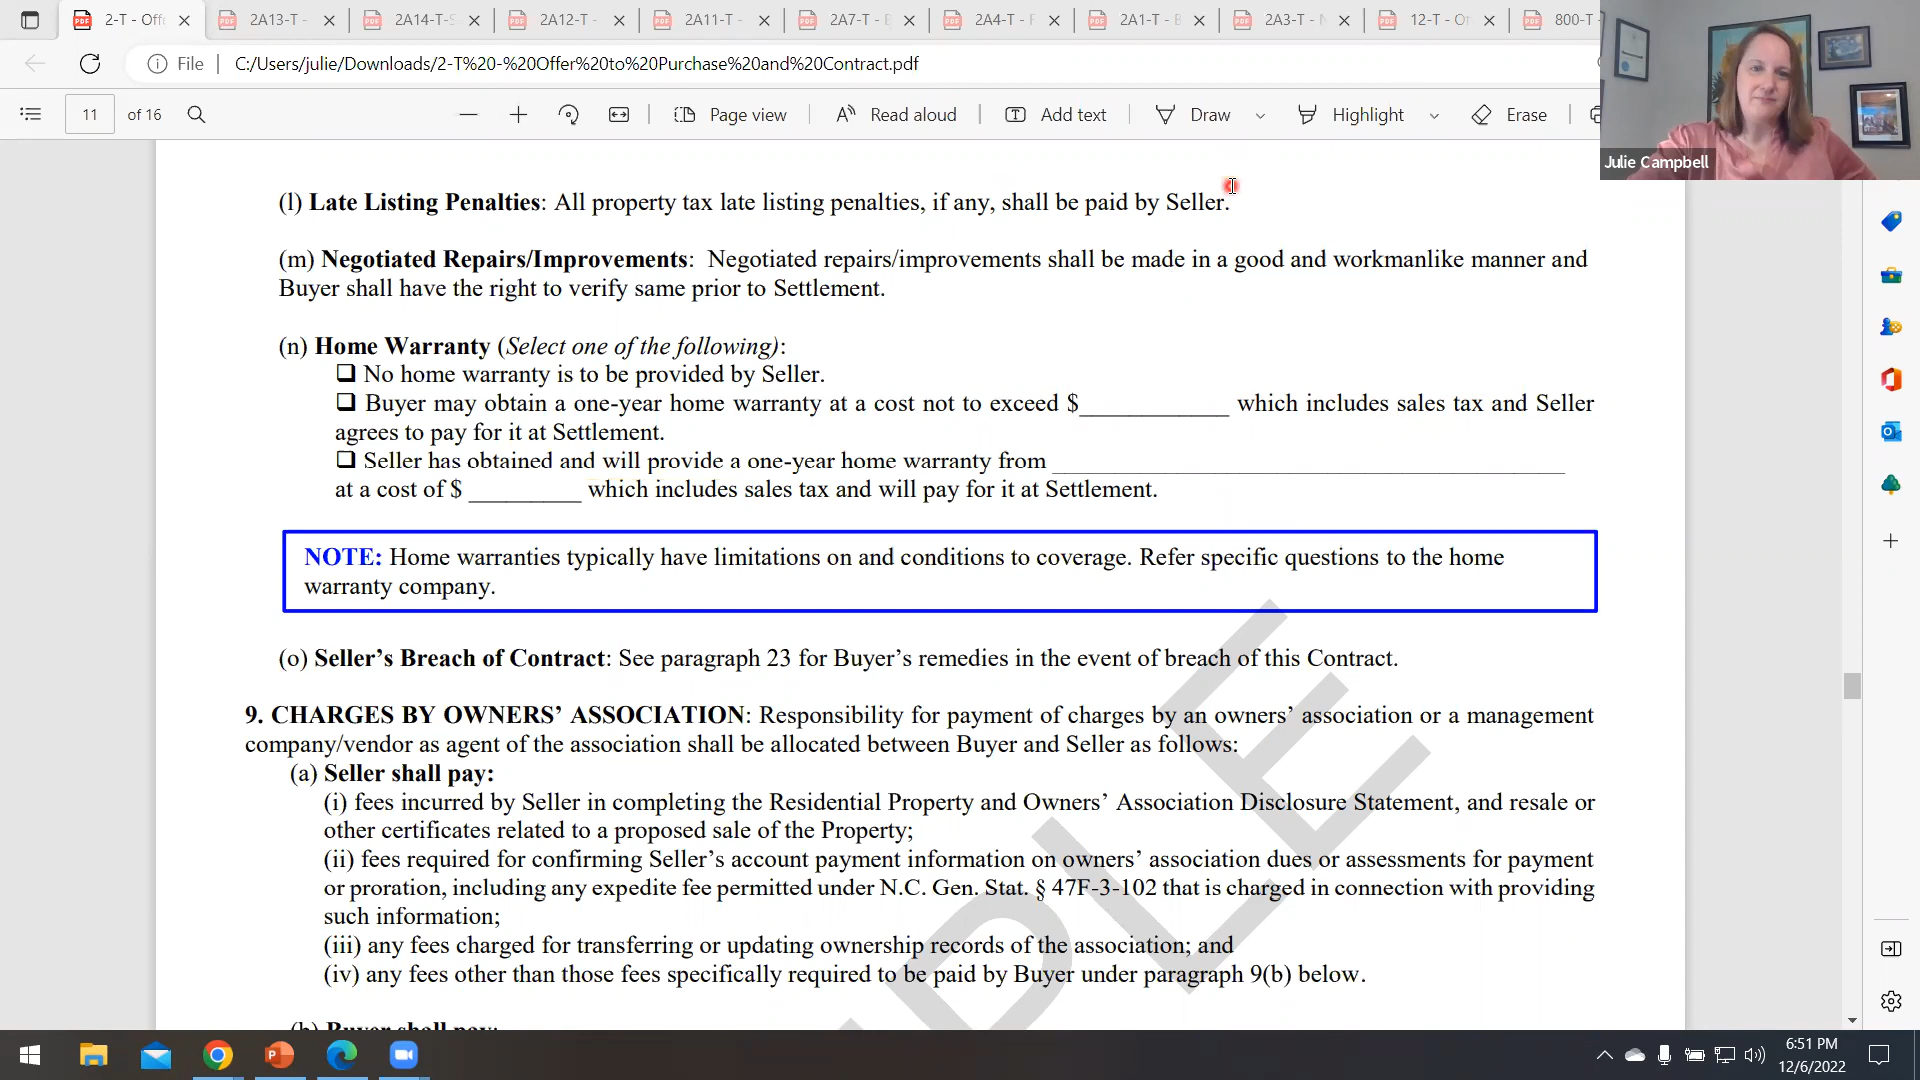 2-T - Offe
2A13-T -
2A14-T-S
2A12-T -
2A11-T -
2A7-T - B
2A4-T - F
2A1-T - B
2A3-T - N
12-T - Ot
800-T -
File
C:/Users/julie/Downloads/2-T%20-%20Offer%20to%20Purchase%20and%20Contract.pdf
11 of 16
Page view
Read aloud
Add text
Draw
Highlight
Erase
Julie Campbell
(l) Late Listing Penalties: All property tax late listing penalties, if any, shall be paid by Seller.
(m) Negotiated Repairs/Improvements: Negotiated repairs/improvements shall be made in a good and workmanlike manner and
Buyer shall have the right to verify same prior to Settlement.
(n) Home Warranty (Select one of the following):
❑ No home warranty is to be provided by Seller.
❑ Buyer may obtain a one-year home warranty at a cost not to exceed $____________ which includes sales tax and Seller
agrees to pay for it at Settlement.
❑ Seller has obtained and will provide a one-year home warranty from __________________________________________
at a cost of $ _________ which includes sales tax and will pay for it at Settlement.
NOTE: Home warranties typically have limitations on and conditions to coverage. Refer specific questions to the home
warranty company.
(o) Seller’s Breach of Contract: See paragraph 23 for Buyer’s remedies in the event of breach of this Contract.
9. CHARGES BY OWNERS’ ASSOCIATION: Responsibility for payment of charges by an owners’ association or a management
company/vendor as agent of the association shall be allocated between Buyer and Seller as follows:
(a) Seller shall pay:
(i) fees incurred by Seller in completing the Residential Property and Owners’ Association Disclosure Statement, and resale or
other certificates related to a proposed sale of the Property;
(ii) fees required for confirming Seller’s account payment information on owners’ association dues or assessments for payment
or proration, including any expedite fee permitted under N.C. Gen. Stat. § 47F-3-102 that is charged in connection with providing
such information;
(iii) any fees charged for transferring or updating ownership records of the association; and
(iv) any fees other than those fees specifically required to be paid by Buyer under paragraph 9(b) below.
(b) Buyer shall pay:
6:51 PM
12/6/2022